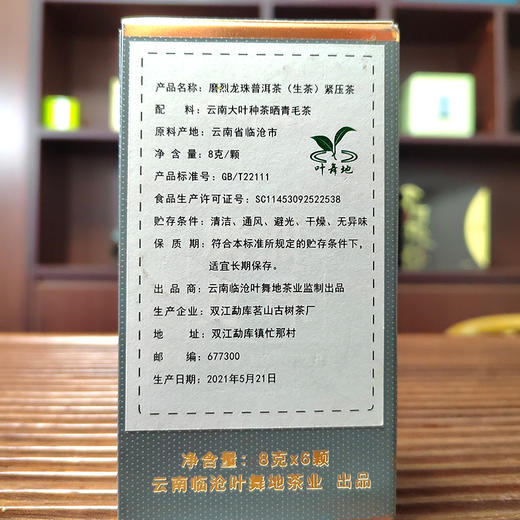 产品名称：磨烈龙珠普洱茶（生茶）紧压茶
配 料：云南大叶种茶晒青毛茶
原料产地：云南省临沧市
净 含 量：8克/颗
产品标准号：GB/T22111
食品生产许可证号：SC11453092522538
贮存条件：清洁、通风、避光、干燥、无异味
保 质 期：符合本标准所规定的贮存条件下，
适宜长期保存。
出 品 商：云南临沧叶舞地茶业监制出品
生产企业：双江勐库茗山古树茶厂
地 址：双江勐库镇忙那村
邮 编：677300
生产日期：2021年5月21日
叶舞地
净含量：8克x6颗
云南临沧叶舞地茶业 出品